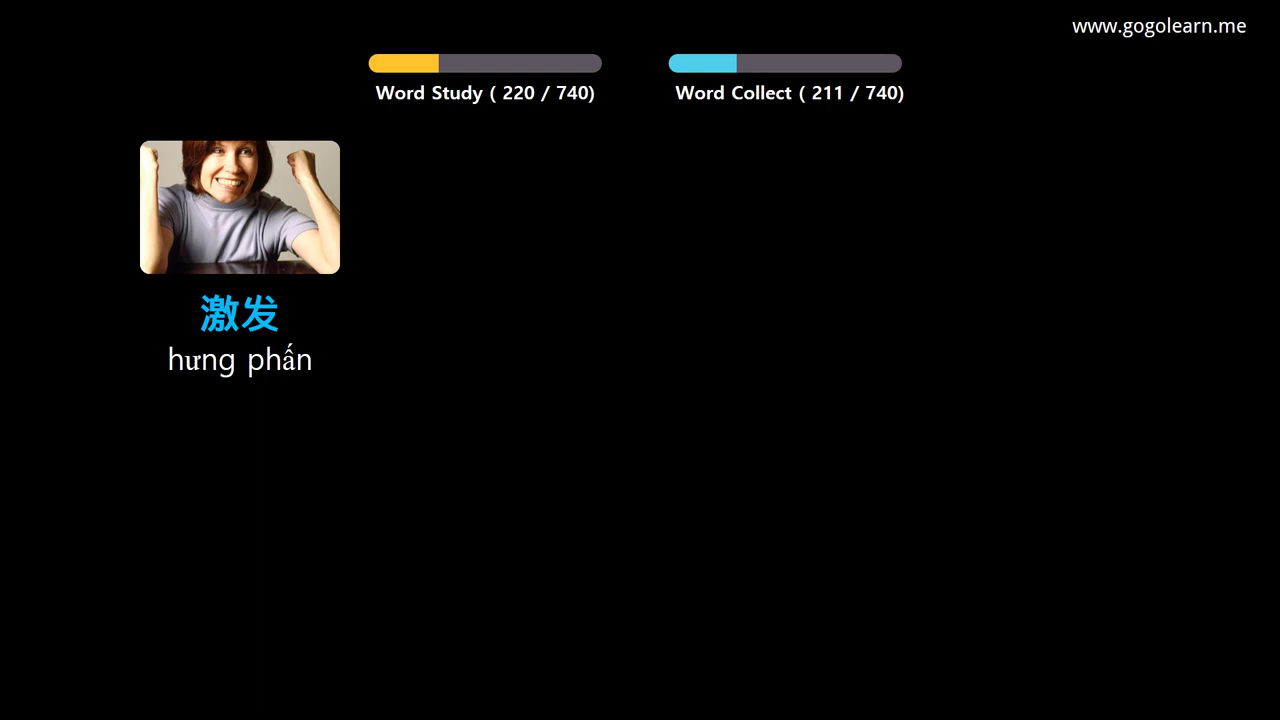 www.gogolearn.me
Word Study ( 220 / 740)
Word Collect ( 211 / 740)
激发
hưng phấn